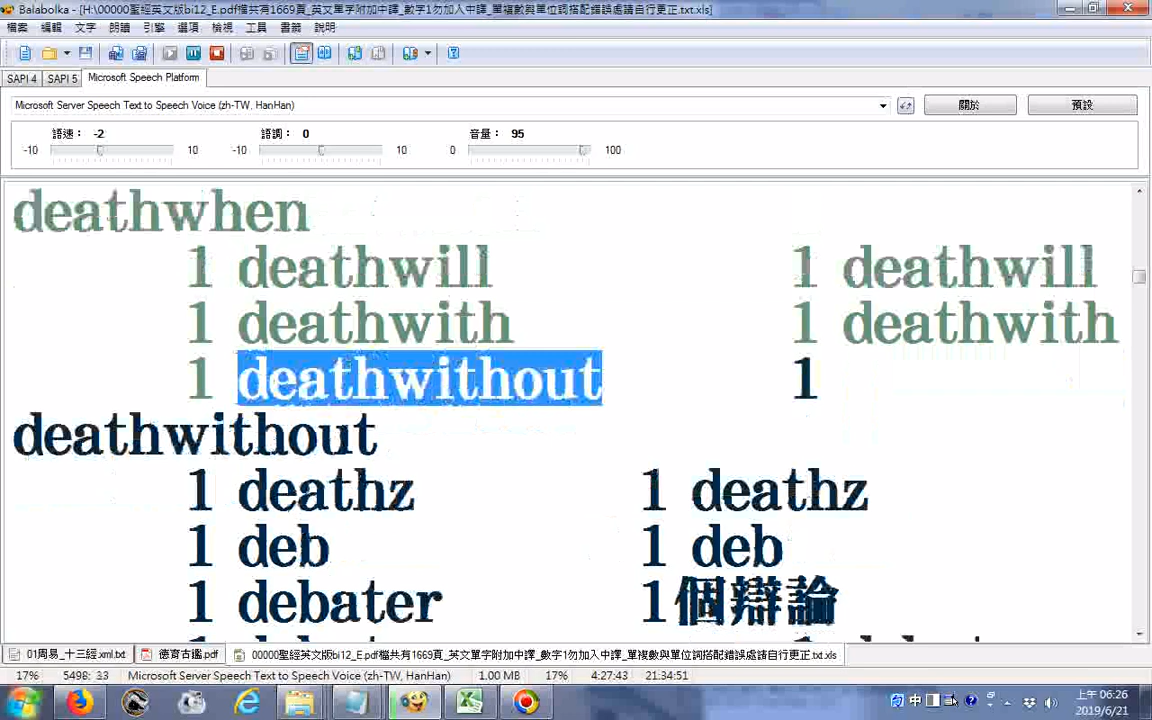 Balabolka - [H:\00000聖經英文版bi12_E.pdf檔共有1669頁_英文單字附加中譯_數字1勿加入中譯_單複數與單位詞搭配錯誤處請自行更正.txt.xls]
檔案 編輯 文字 朗讀 引擎 選項 檢視 工具 書籤 說明
SAPI 4 SAPI 5 Microsoft Speech Platform
Microsoft Server Speech Text to Speech Voice (zh-TW, HanHan) 關於 預設
語速： -2 語調： 0 音量： 95
-10 10 -10 10 0 100
deathwhen
1 deathwill 1 deathwill
1 deathwith 1 deathwith
1 deathwithout 1
deathwithout
1 deathz 1 deathz
1 deb 1 deb
1 debater 1個辯論
01周易_十三經.xml.txt 德育古鑑.pdf 00000聖經英文版bi12_E.pdf檔共有1669頁_英文單字附加中譯_數字1勿加入中譯_單複數與單位詞搭配錯誤處請自行更正.txt.xls
17% 5498: 33 Microsoft Server Speech Text to Speech Voice (zh-TW, HanHan) 1.00 MB 17% 4:27:43 21:34:51
中 上午 06:26
2019/6/21